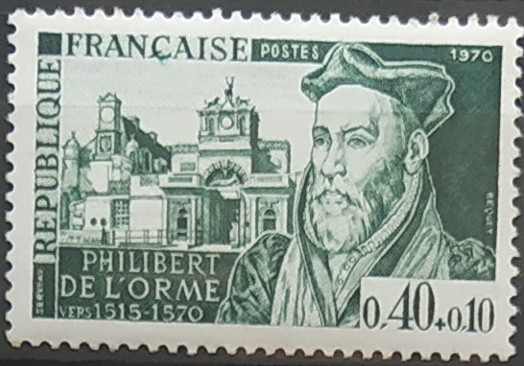 RÉPUBLIQUE FRANÇAISE
POSTES
1970
PHILIBERT
DE L'ORME
VERS 1515-1570
0,40+0,10